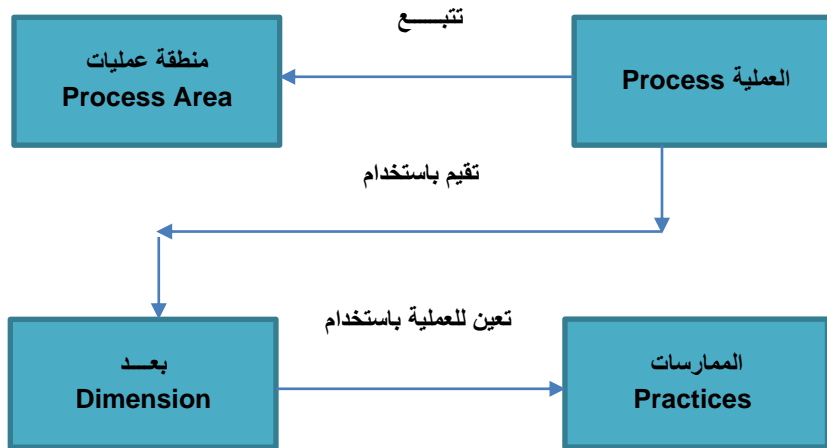 تتبـــــع
العملية Process
منطقة عمليات
Process Area
تقيم باستخدام
تعين للعملية باستخدام
بعـــد
Dimension
الممارسات
Practices